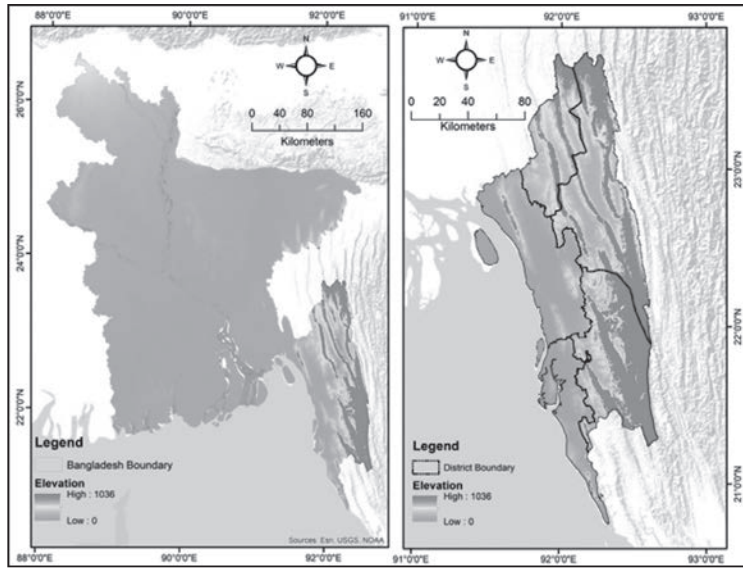 88°0'0"E 90°0'0"E 92°0'0"E
26°0'0"N
24°0'0"N
22°0'0"N
N
W E
S
0 40 80 160
Kilometers
Legend
Bangladesh Boundary
Elevation
High : 1036
Low : 0
Sources: Esri, USGS, NOAA
88°0'0"E 90°0'0"E 92°0'0"E
91°0'0"E 92°0'0"E 93°0'0"E
N
W E
S
0 20 40 80
Kilometers
23°0'0"N
22°0'0"N
21°0'0"N
Legend
District Boundary
Elevation
High : 1036
Low : 0
91°0'0"E 92°0'0"E 93°0'0"E